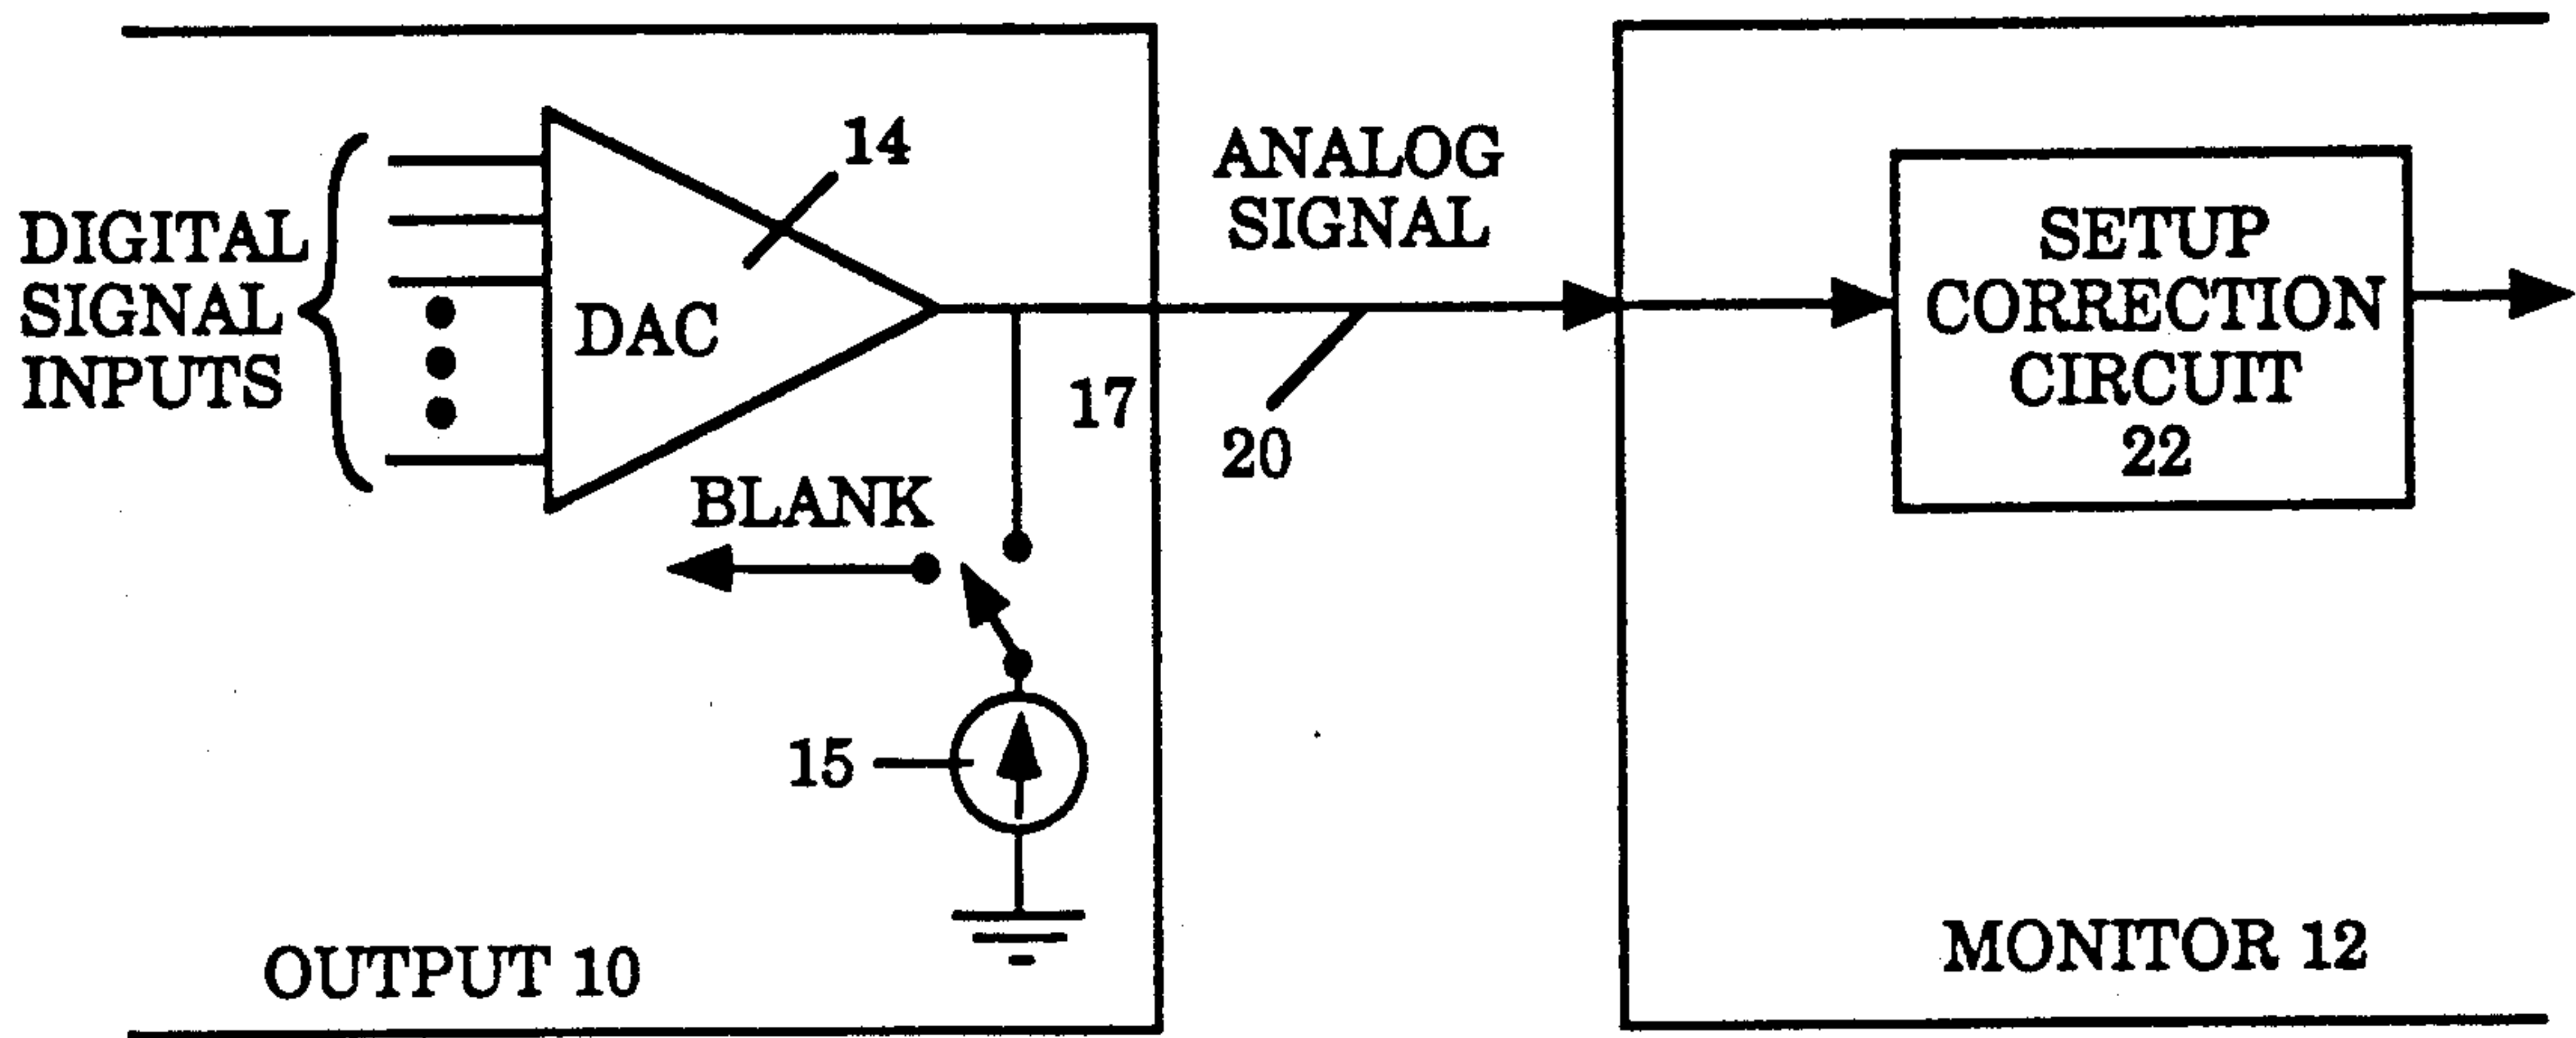 DIGITAL
SIGNAL
INPUTS
DAC
14
BLANK
15
17
OUTPUT 10
ANALOG
SIGNAL
20
SETUP
CORRECTION
CIRCUIT
22
MONITOR 12